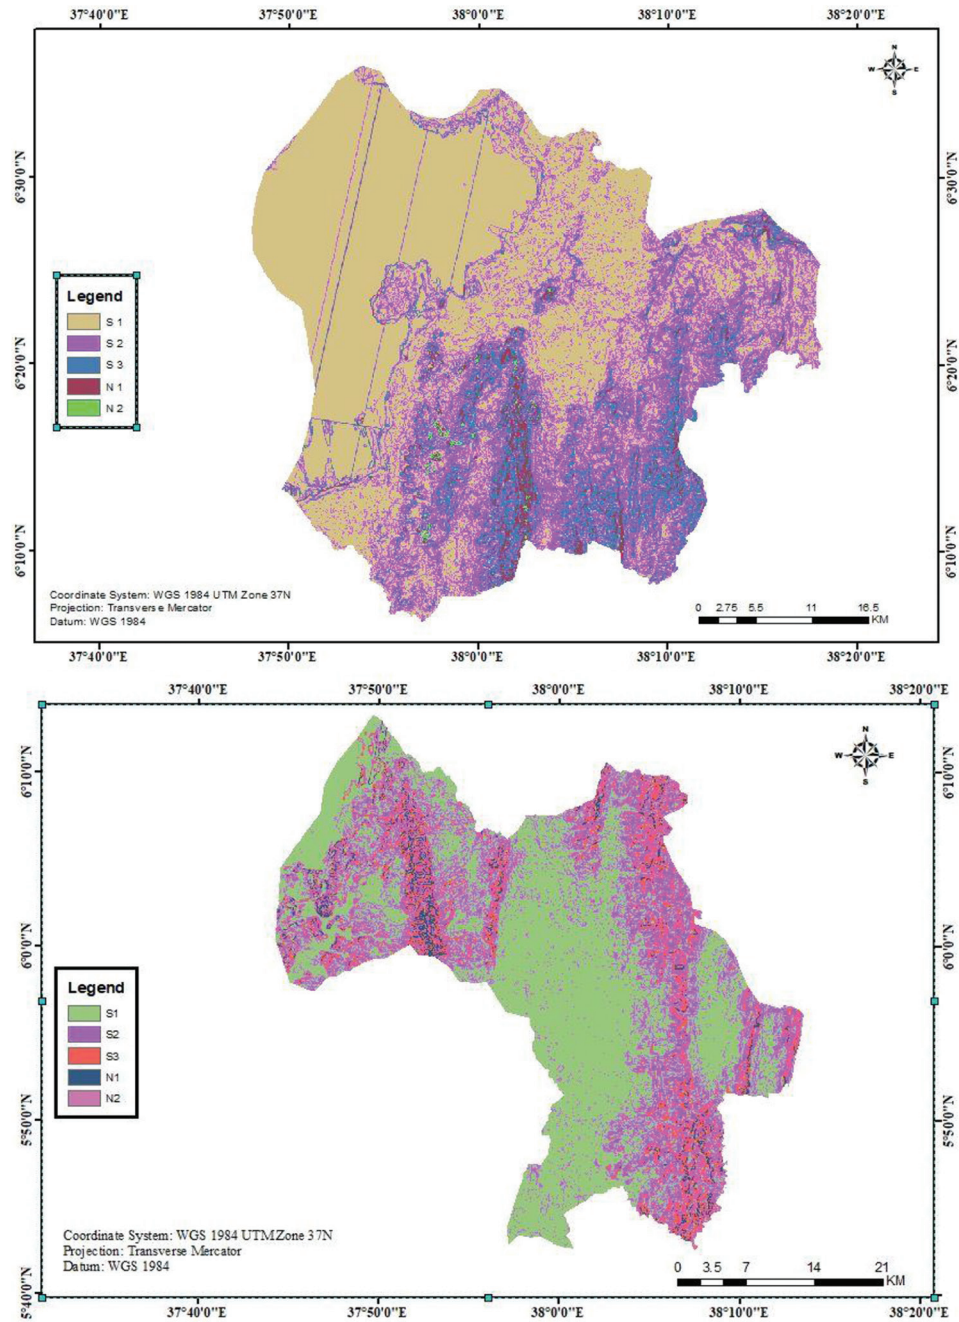 37°40'0"E 37°50'0"E 38°0'0"E 38°10'0"E 38°20'0"E
N
W E
S
6°30'0"N 6°30'0"N
Legend
S 1
S 2
S 3
N 1
N 2
6°20'0"N 6°20'0"N
6°10'0"N 6°10'0"N
Coordinate System: WGS 1984 UTM Zone 37N
Projection: Transverse Mercator
Datum: WGS 1984
0 2.75 5.5 11 16.5
KM
37°40'0"E 37°50'0"E 38°0'0"E 38°10'0"E 38°20'0"E
37°40'0"E 37°50'0"E 38°0'0"E 38°10'0"E 38°20'0"E
N
W E
S
6°10'0"N 6°10'0"N
6°0'0"N 6°0'0"N
Legend
S1
S2
S3
N1
N2
5°50'0"N 5°50'0"N
Coordinate System: WGS 1984 UTM Zone 37N
Projection: Transverse Mercator
Datum: WGS 1984
0 3.5 7 14 21
KM
5°40'0"N 5°40'0"N
37°40'0"E 37°50'0"E 38°0'0"E 38°10'0"E 38°20'0"E